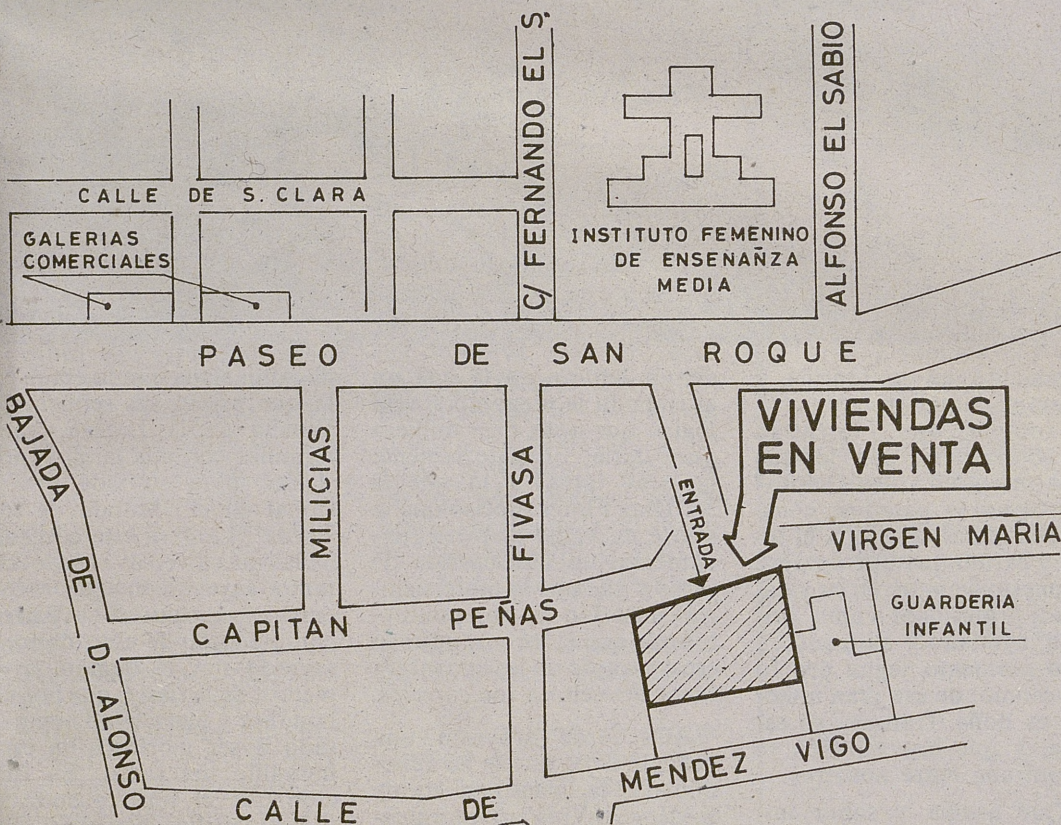 C/ FERNANDO EL S.
ALFONSO EL SABIO
CALLE DE S. CLARA
GALERIAS
COMERCIALES
INSTITUTO FEMENINO
DE ENSEÑAÑZA
MEDIA
PASEO DE SAN ROQUE
BAJADA DE D. ALONSO
MILICIAS
FIVASA
ENTRADA
VIVIENDAS
EN VENTA
VIRGEN MARIA
CAPITAN PEÑAS
GUARDERIA
INFANTIL
CALLE DE MENDEZ VIGO